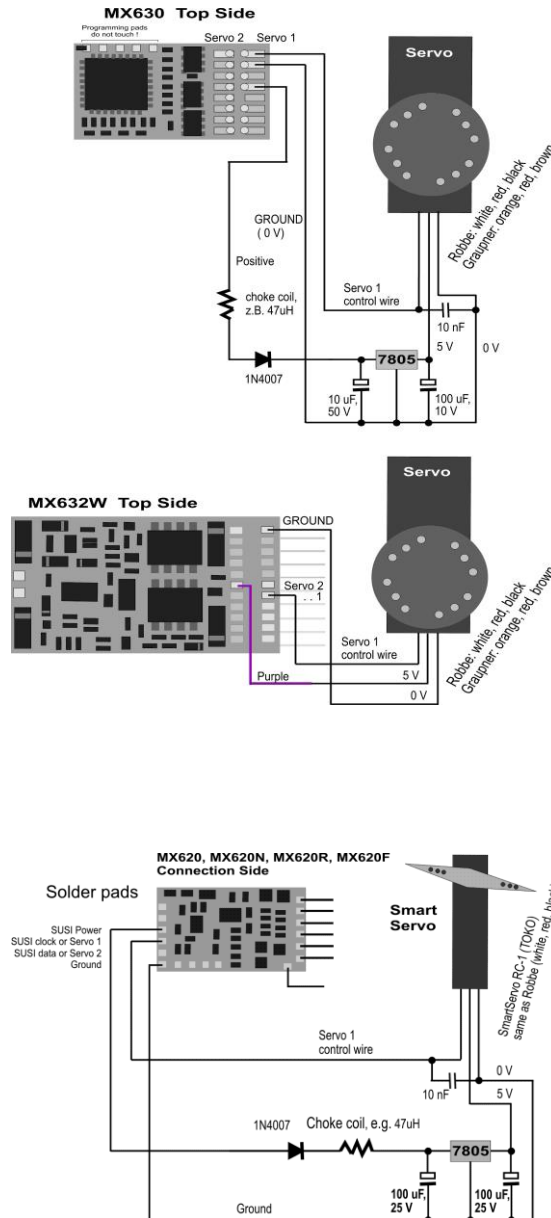 MX630 Top Side
Programming pads
do not touch !
Servo 2 Servo 1
Servo
Robbe: white, red, black
Graupner: orange, red, brown
GROUND
( 0 V)
Positive
choke coil,
z.B. 47uH
Servo 1
control wire
10 nF
5 V
0 V
1N4007
7805
10 uF,
50 V
100 uF,
10 V
Servo
MX632W Top Side
GROUND
Servo 2
. . 1
Servo 1
control wire
Purple
5 V
0 V
Robbe: white, red, black
Graupner: orange, red, brown
MX620, MX620N, MX620R, MX620F
Connection Side
Solder pads
SUSI Power
SUSI clock or Servo 1
SUSI data or Servo 2
Ground
Smart
Servo
SmartServo RC-1 (TOKO)
same as Robbe (white, red, black
Servo 1
control wire
10 nF
0 V
5 V
1N4007
Choke coil, e.g. 47uH
7805
100 uF,
25 V
100 uF,
25 V
Ground